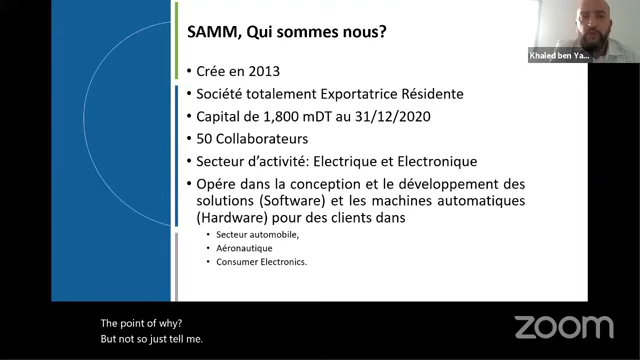 SAMM, Qui sommes nous?
• Crée en 2013
• Société totalement Exportatrice Résidente
• Capital de 1,800 mDT au 31/12/2020
• 50 Collaborateurs
• Secteur d'activité: Electrique et Electronique
• Opére dans la conception et le développement des
solutions (Software) et les machines automatiques
(Hardware) pour des clients dans
• Secteur automobile,
• Aéronautique
• Consumer Electronics.
Khaled ben Ya...
The point of why?
But not so just tell me.
zoom